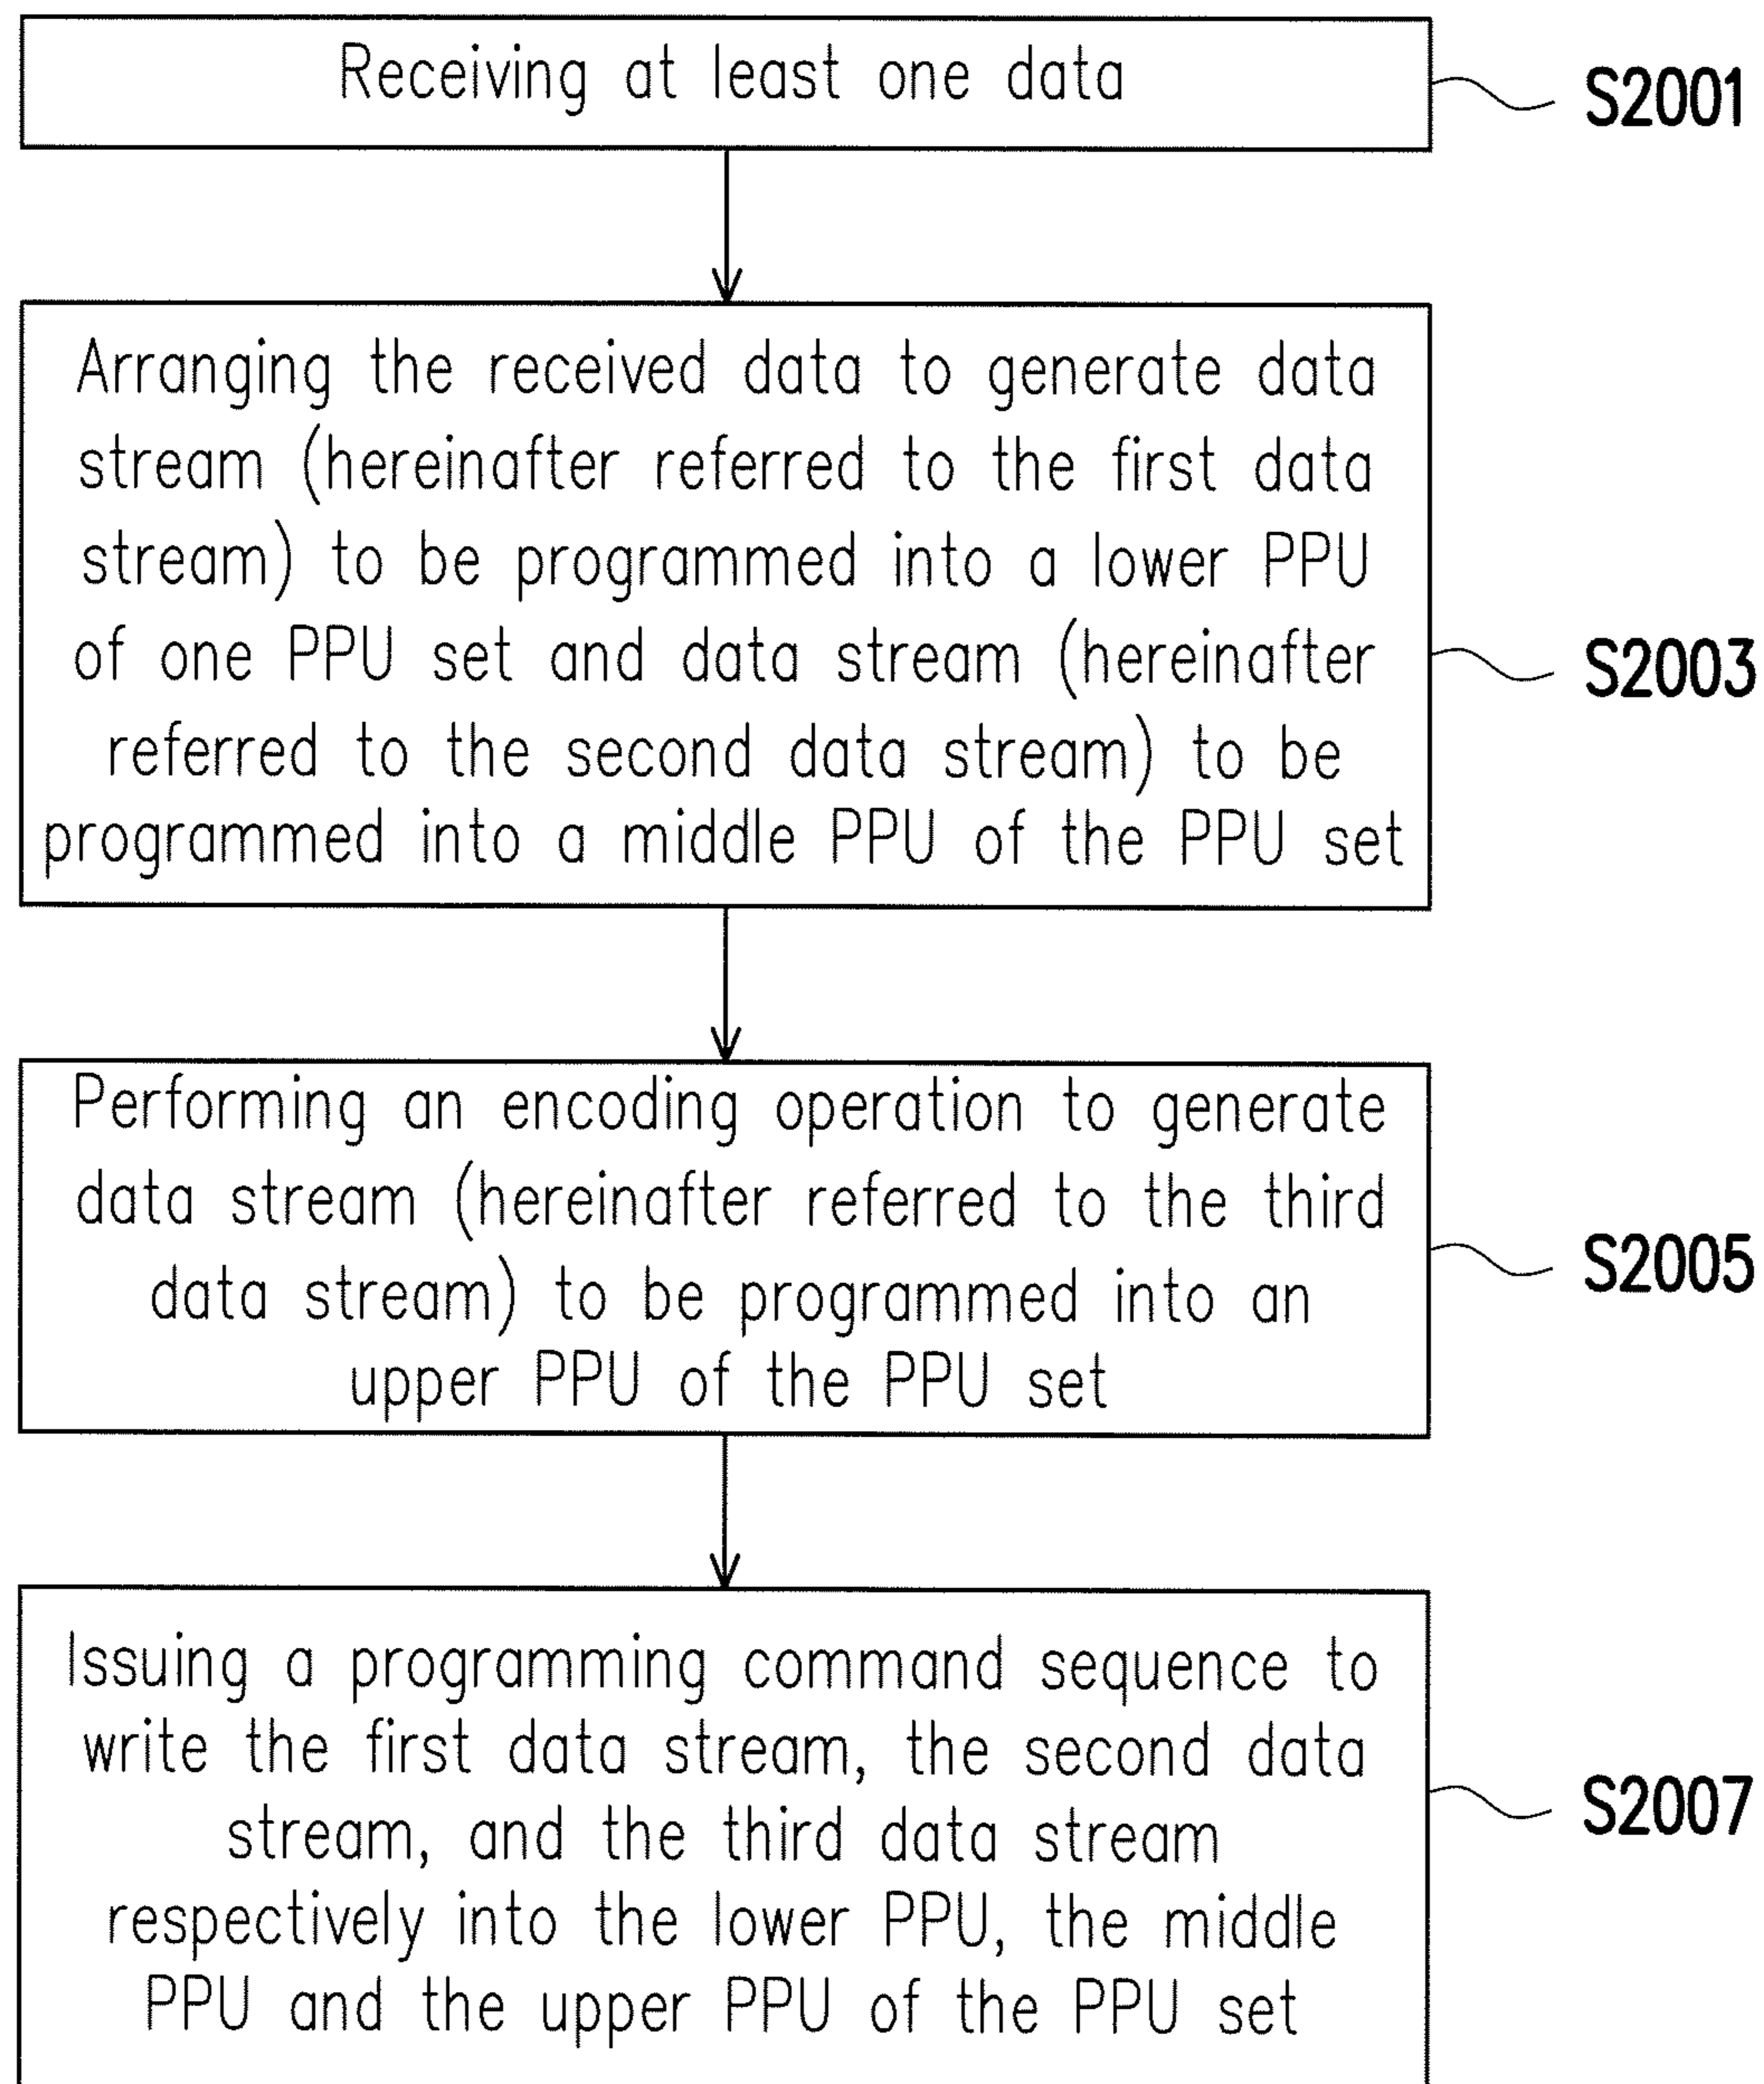 Receiving at least one data
S2001
Arranging the received data to generate data
stream (hereinafter referred to the first data
stream) to be programmed into a lower PPU
of one PPU set and data stream (hereinafter
referred to the second data stream) to be
programmed into a middle PPU of the PPU set
S2003
Performing an encoding operation to generate
data stream (hereinafter referred to the third
data stream) to be programmed into an
upper PPU of the PPU set
S2005
Issuing a programming command sequence to
write the first data stream, the second data
stream, and the third data stream
respectively into the lower PPU, the middle
PPU and the upper PPU of the PPU set
S2007